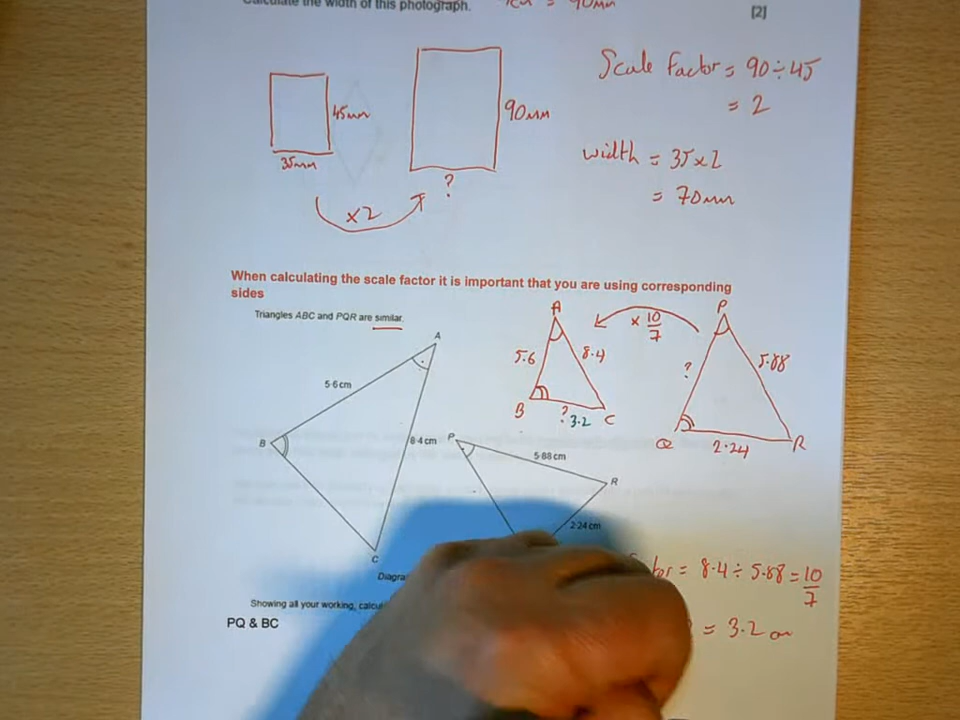 Calculate the width of this photograph.
= 90mm
[2]
45mm
35mm
90mm
?
×2
Scale Factor = 90÷45
= 2
width = 35×2
= 70mm
When calculating the scale factor it is important that you are using corresponding
sides
Triangles ABC and PQR are similar.
A
5·6 cm
B
8·4 cm
C
P
5·88 cm
R
2·24 cm
A
5.6
8.4
B
? 3.2
C
× 10/7
P
?
5.88
Q
2.24
R
= 8.4 ÷ 5.88 = 10/7
= 3.2 cm
Showing all your working,
PQ & BC